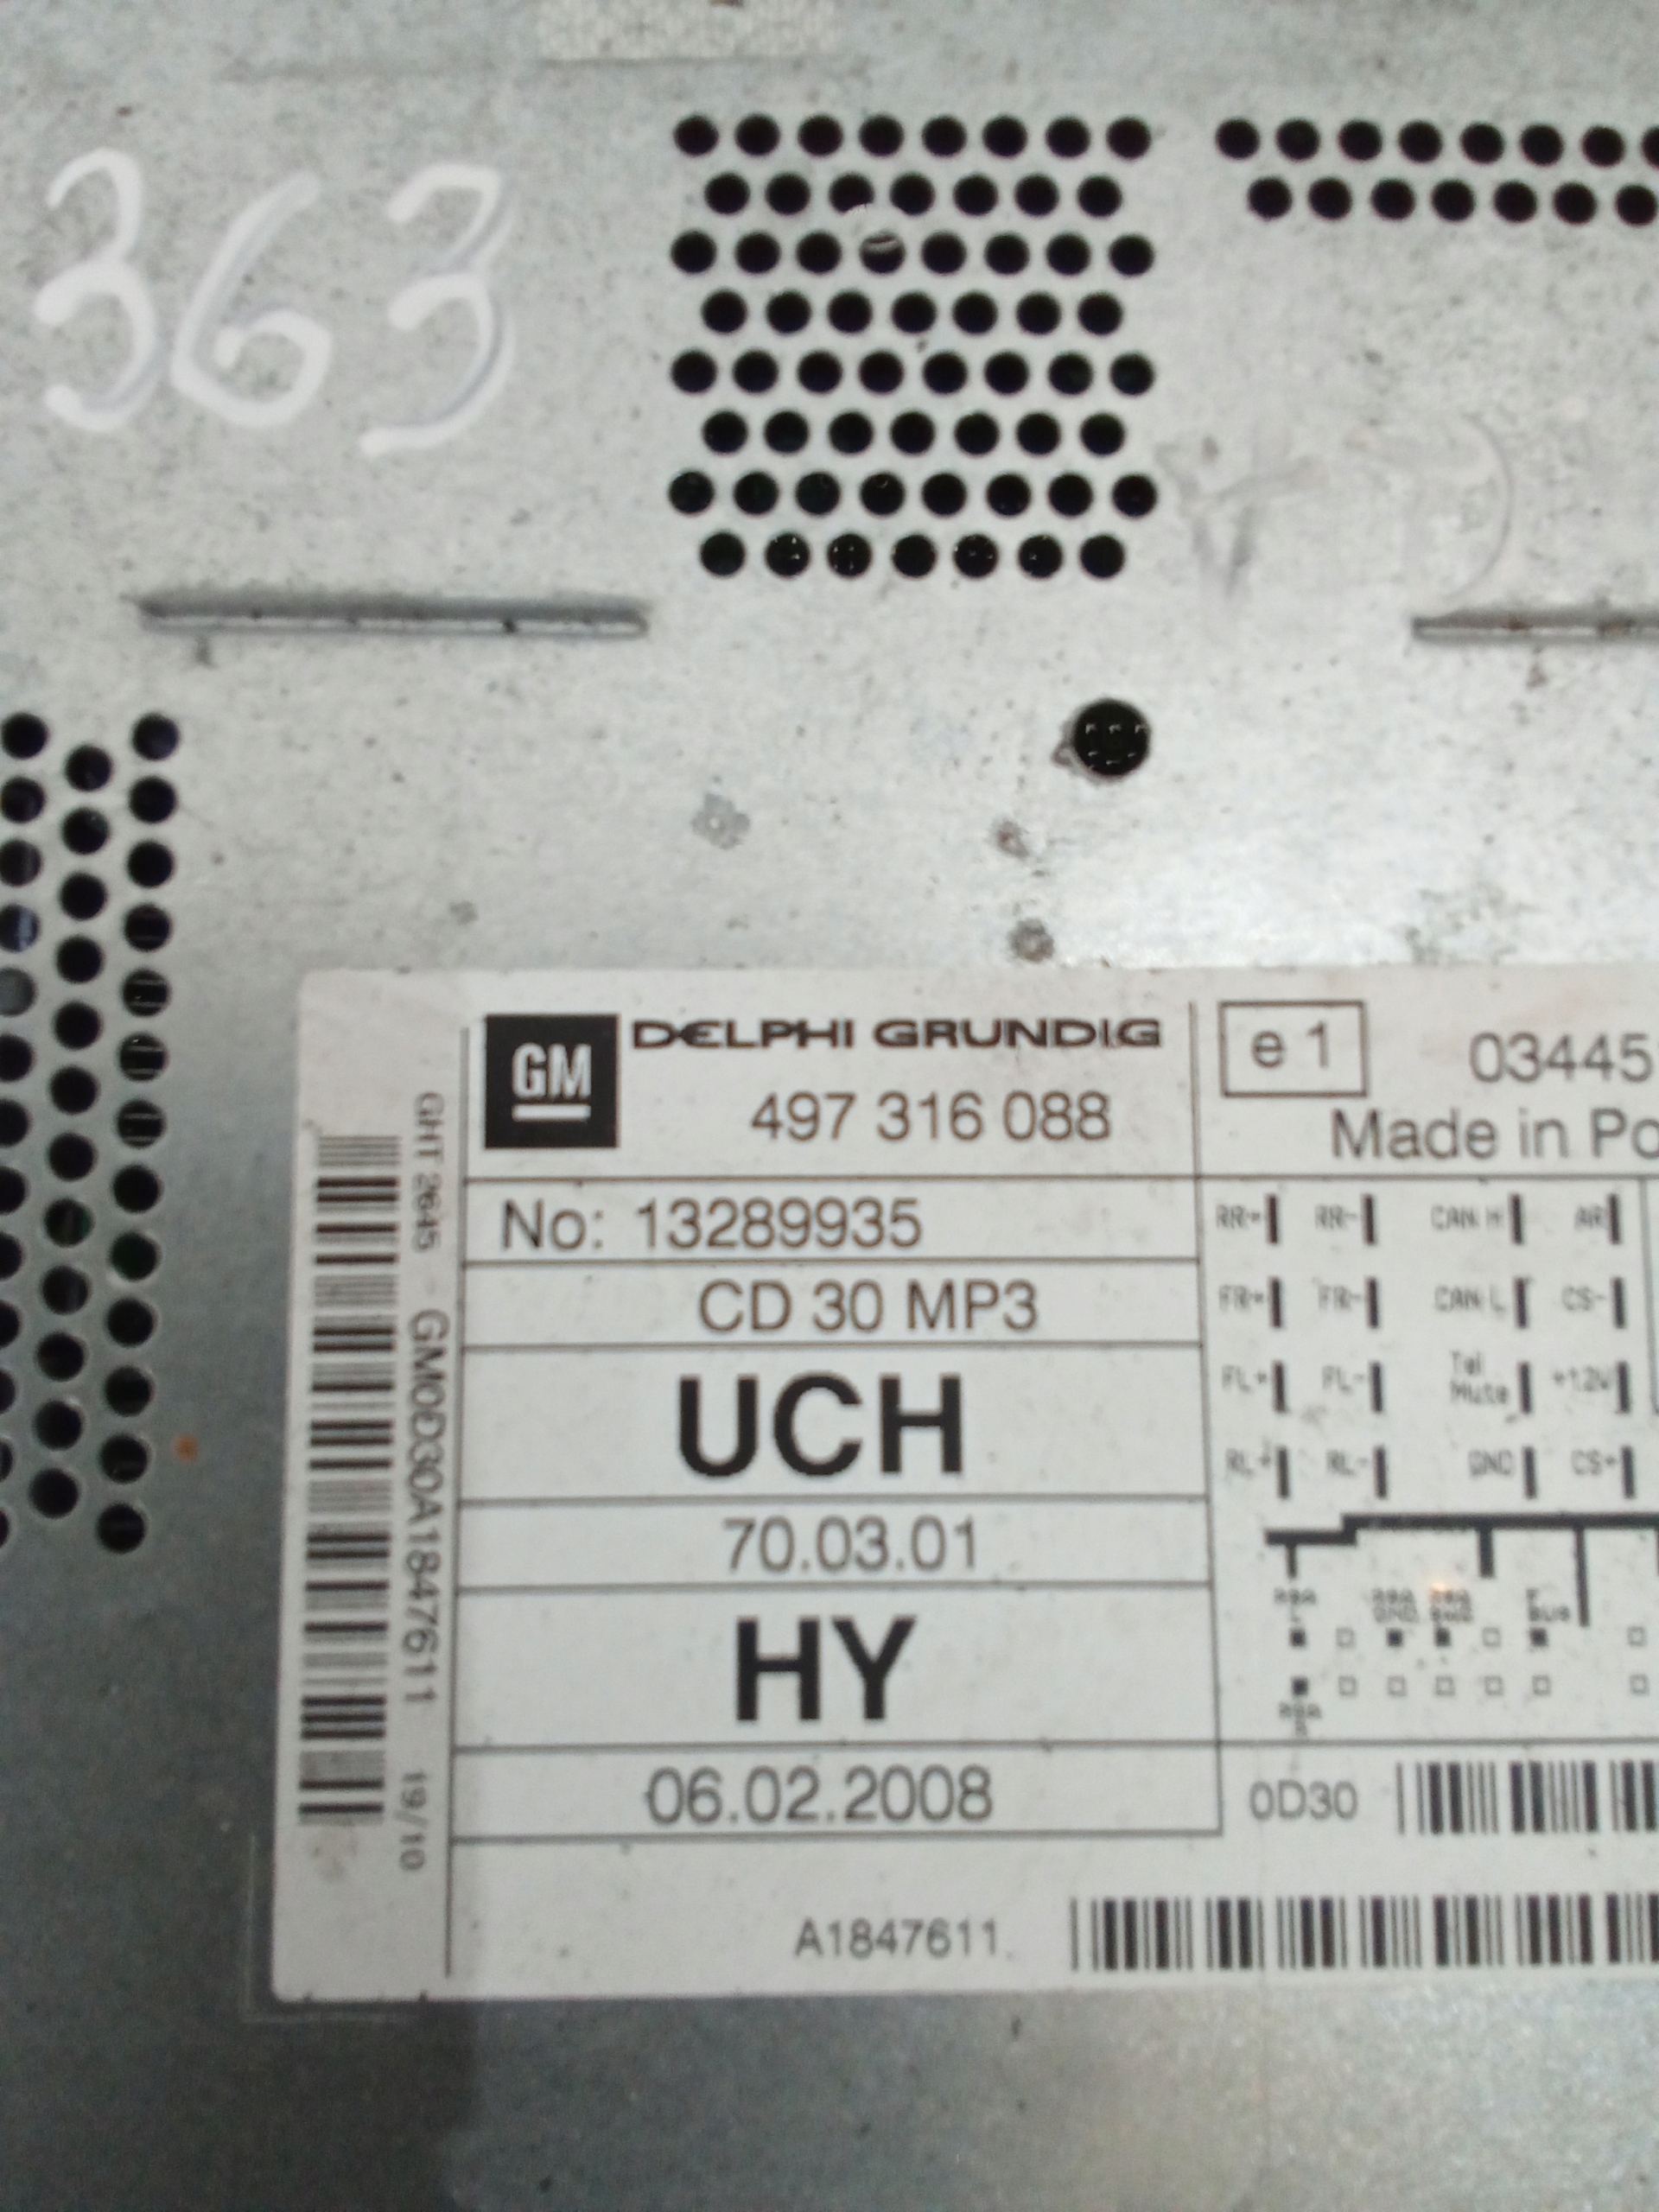 363
GM
DELPHI GRUNDIG
497 316 088
e 1
03445
Made in Po
No: 13289935
CD 30 MP3
UCH
70.03.01
HY
06.02.2008
RR+ RR- CAN H AR
FR+ FR- CAN L CS-
FL+ FL- Tel Mute +12V
RL+ RL- GND CS+
0D30
A1847611
GHT 2645 GM0D30A1847611 19/10